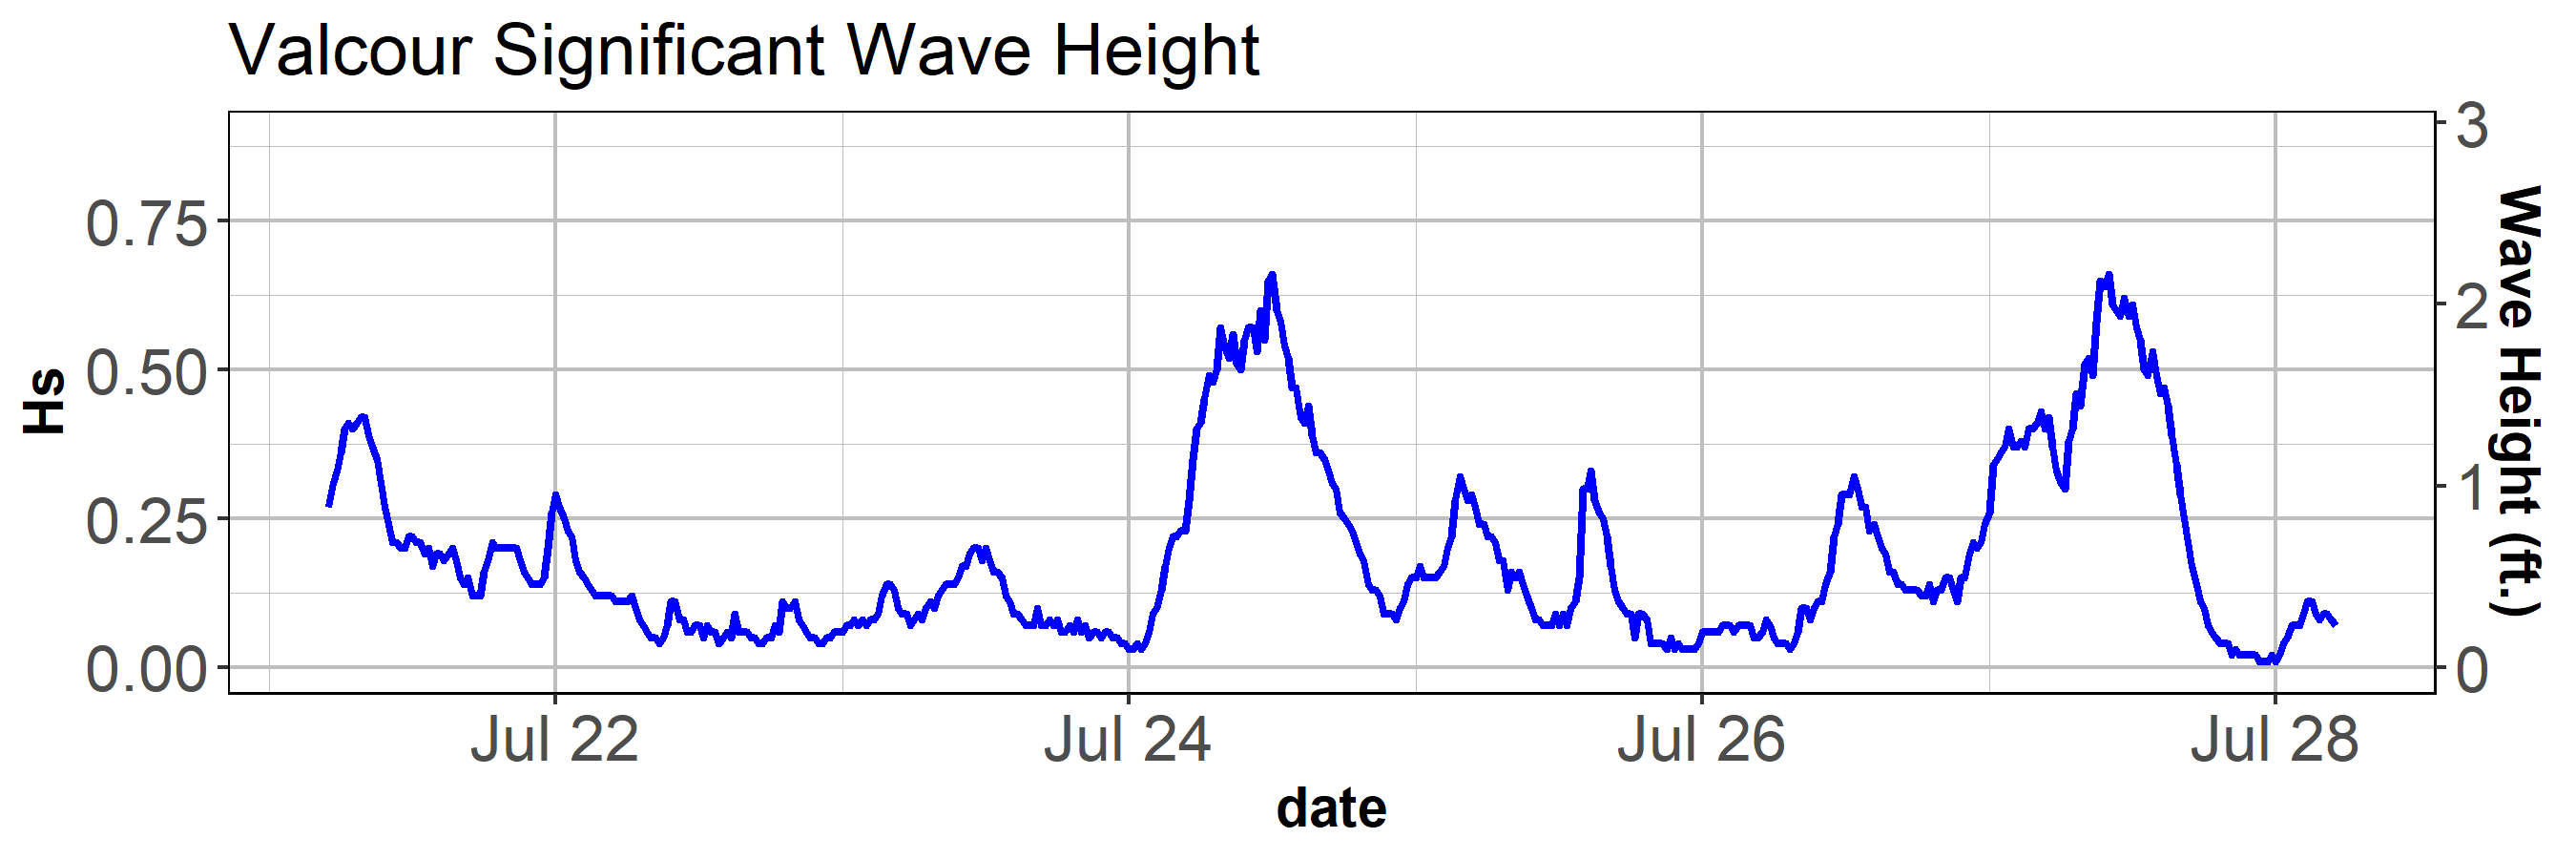 Valcour Significant Wave Height
Hs
0.75
0.50
0.25
0.00
3
2
1
0
Wave Height (ft.)
Jul 22
Jul 24
Jul 26
Jul 28
date